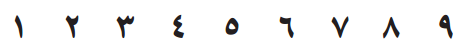 ١ ٢ ٣ ٤ ٥ ٦ ٧ ٨ ٩